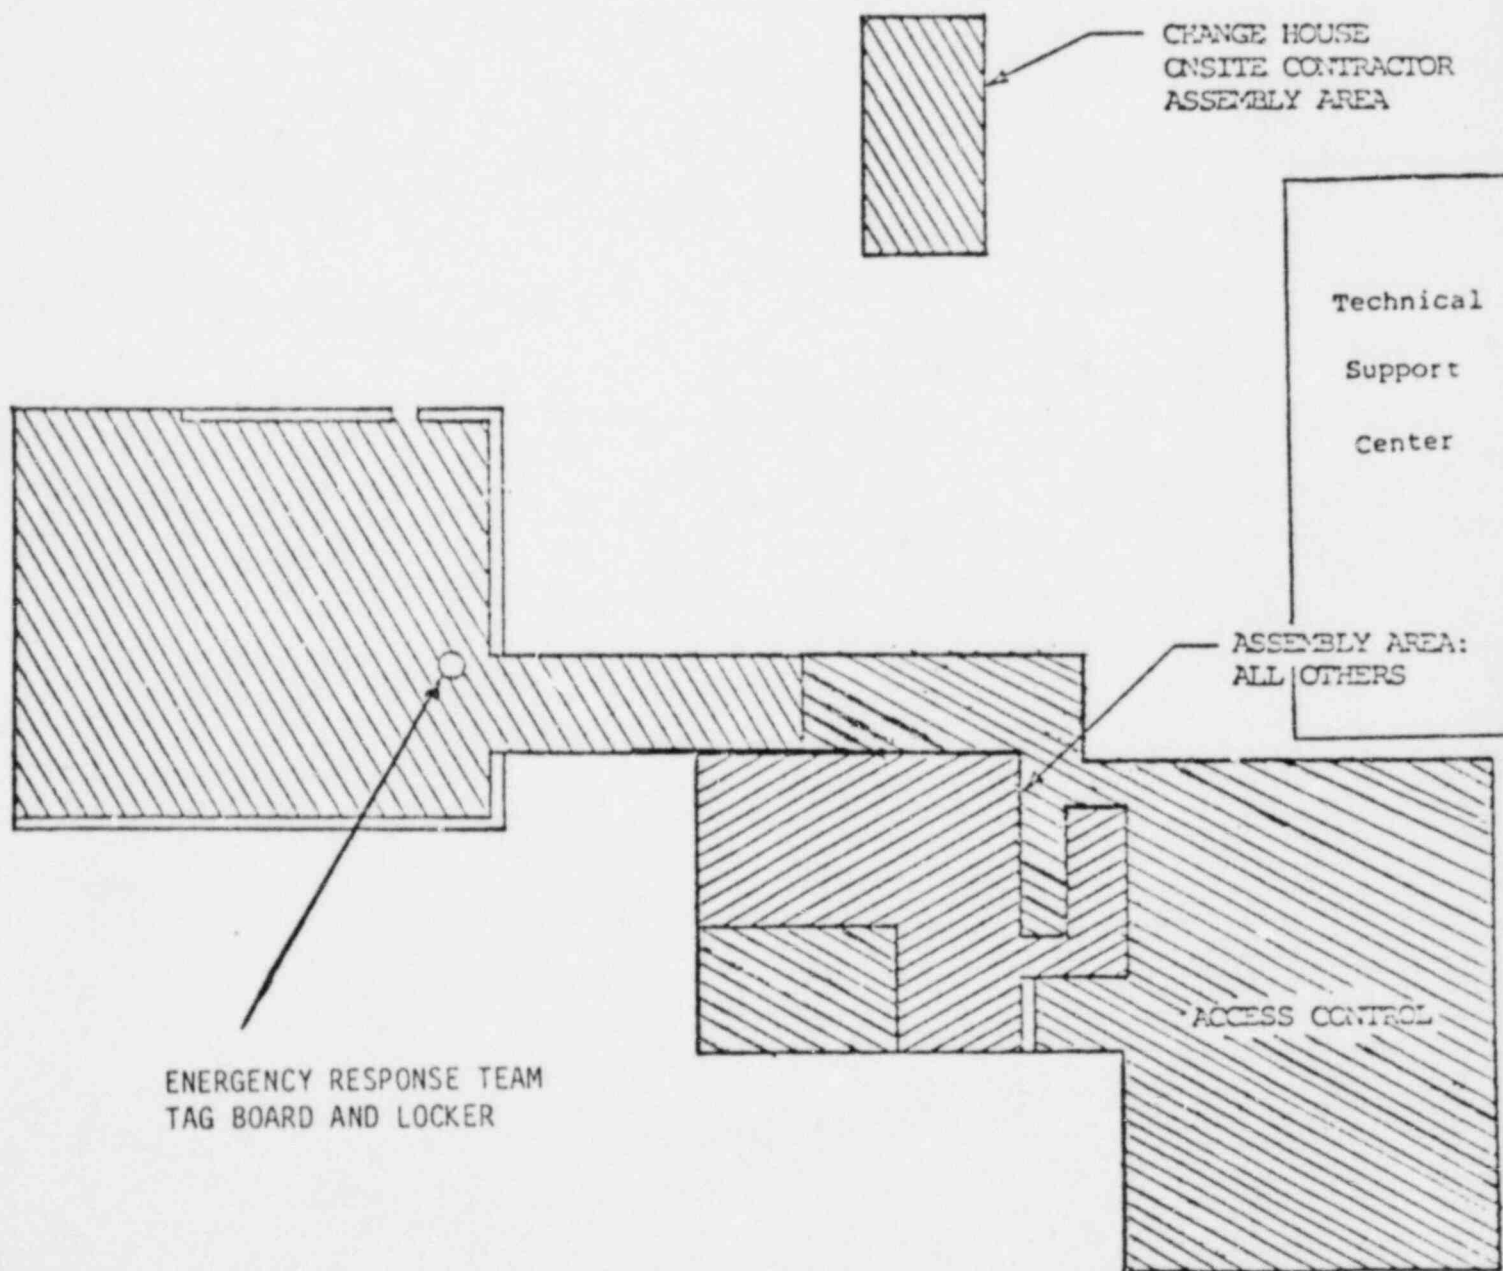 CHANGE HOUSE
ONSITE CONTRACTOR
ASSEMBLY AREA
Technical
Support
Center
ASSEMBLY AREA:
ALL OTHERS
ACCESS CONTROL
ENERGENCY RESPONSE TEAM
TAG BOARD AND LOCKER